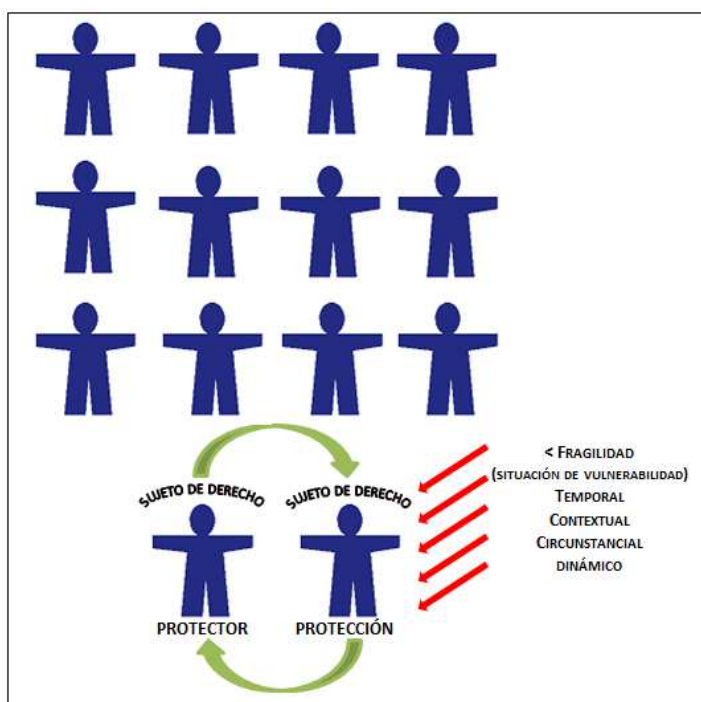 SUJETO DE DERECHO
SUJETO DE DERECHO
PROTECTOR
PROTECCIÓN
< FRAGILIDAD
(SITUACIÓN DE VULNERABILIDAD)
TEMPORAL
CONTEXTUAL
CIRCUNSTANCIAL
DINÁMICO